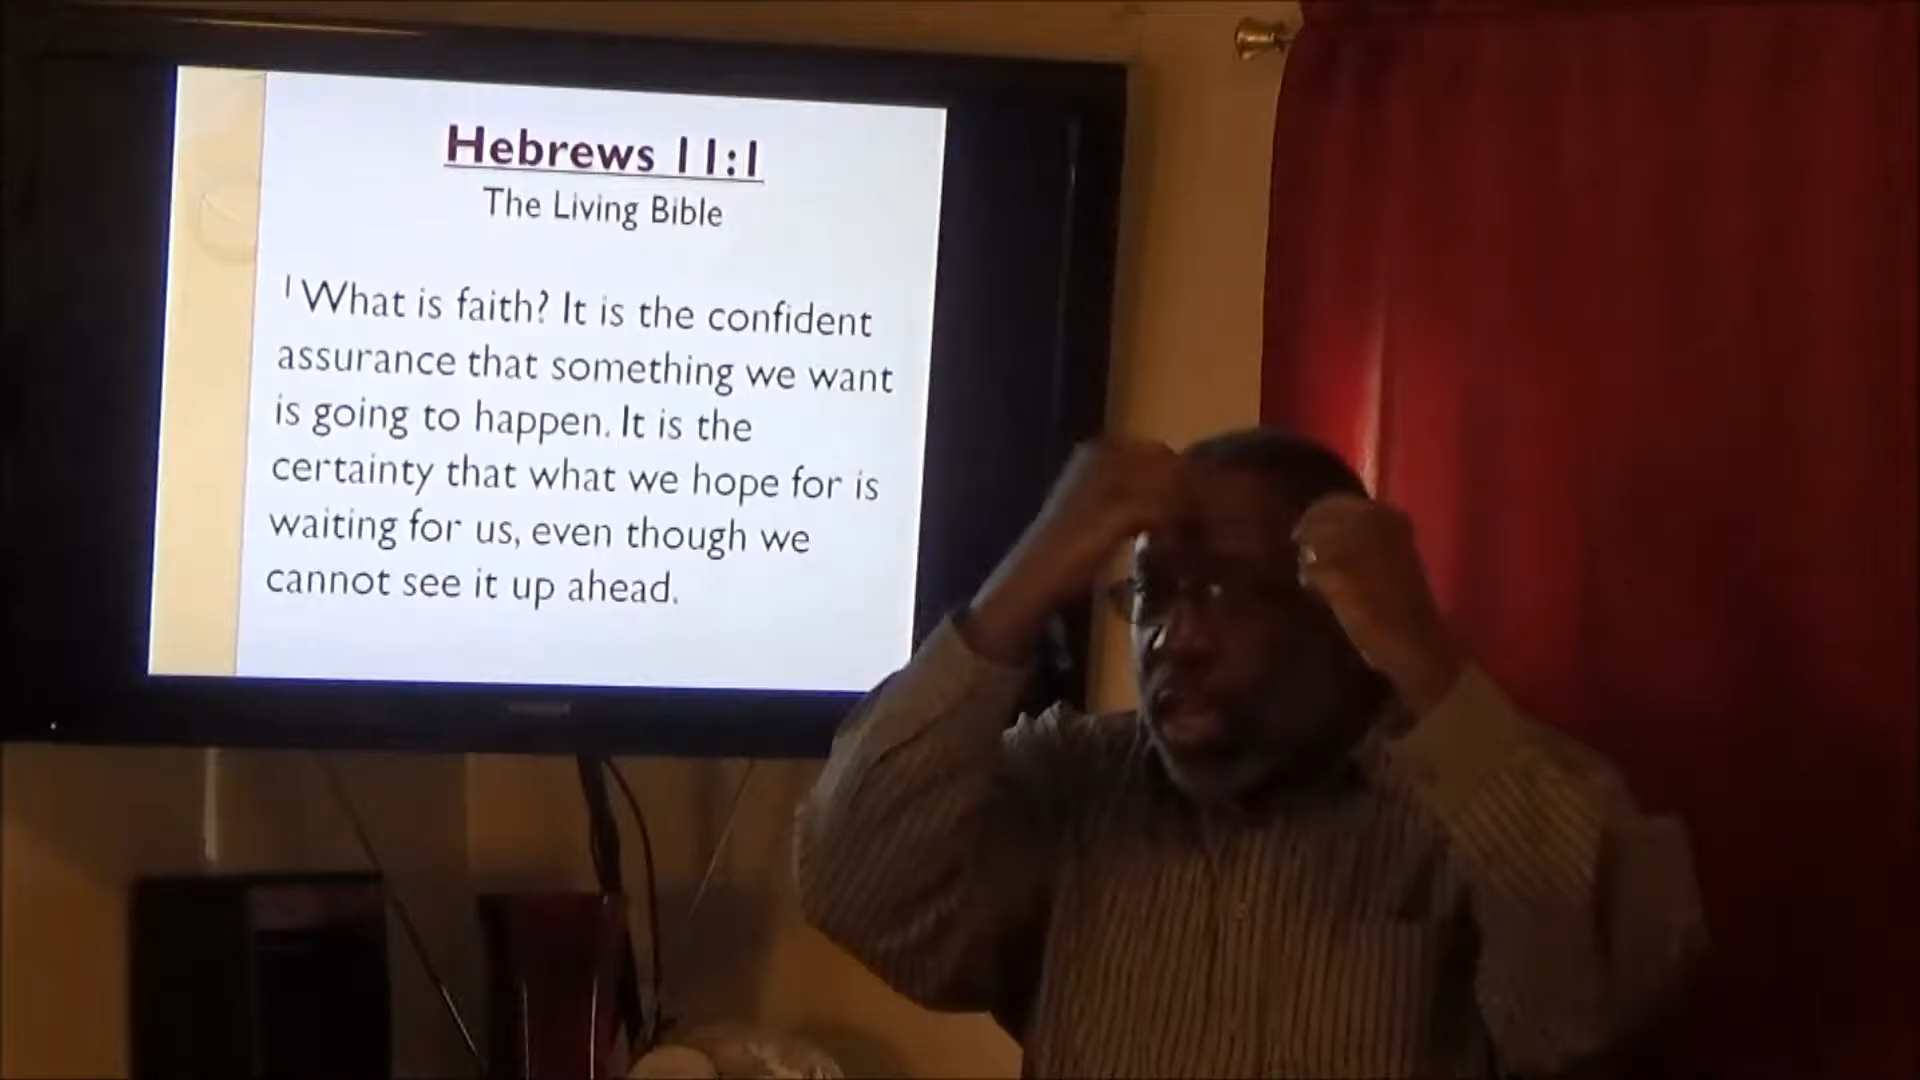 Hebrews 11:1
The Living Bible
1 What is faith? It is the confident
assurance that something we want
is going to happen. It is the
certainty that what we hope for is
waiting for us, even though we
cannot see it up ahead.